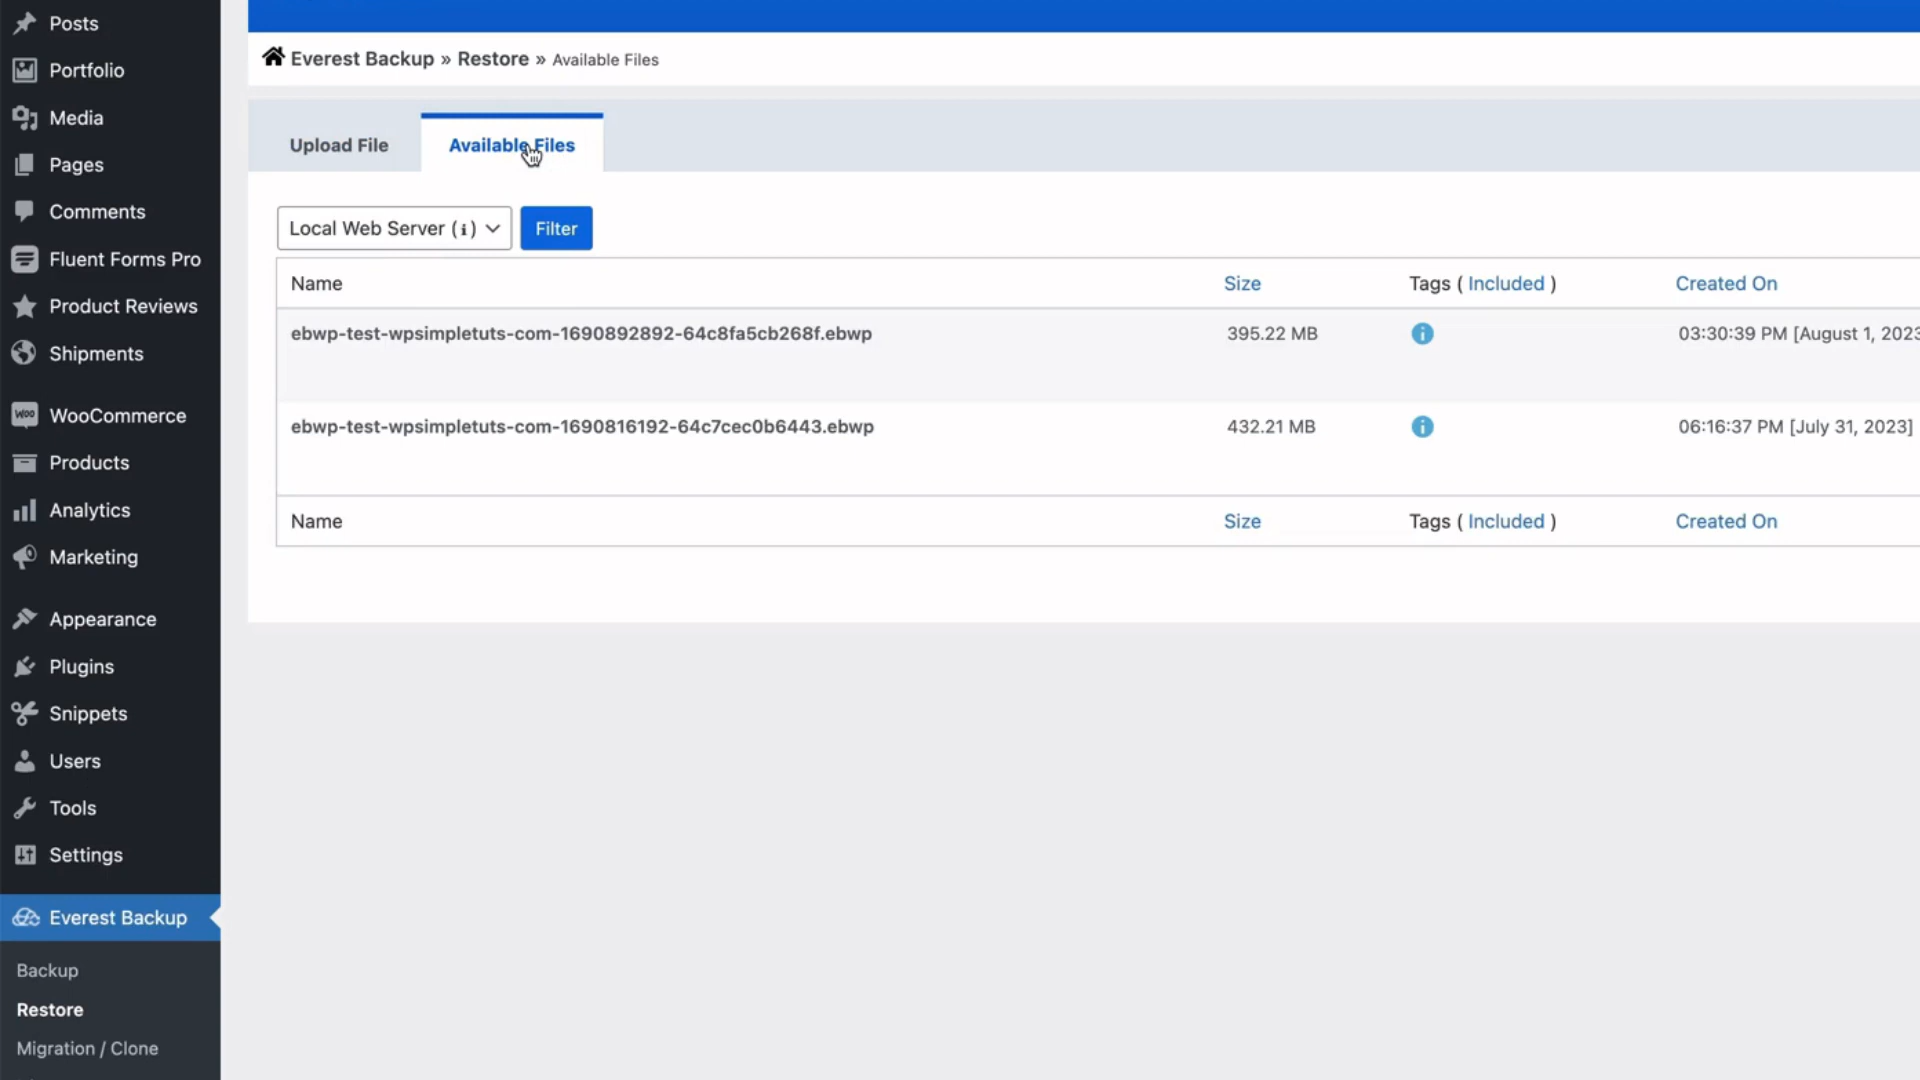 Posts
Portfolio
Media
Pages
Comments
Fluent Forms Pro
Product Reviews
Shipments
WooCommerce
Products
Analytics
Marketing
Appearance
Plugins
Snippets
Users
Tools
Settings
Everest Backup
Backup
Restore
Migration / Clone
Everest Backup » Restore » Available Files
Upload File
Available Files
Local Web Server (i)
Filter
Name Size Tags ( Included ) Created On
ebwp-test-wpsimpletuts-com-1690892892-64c8fa5cb268f.ebwp 395.22 MB 03:30:39 PM [August 1, 2023
ebwp-test-wpsimpletuts-com-1690816192-64c7cec0b6443.ebwp 432.21 MB 06:16:37 PM [July 31, 2023]
Name Size Tags ( Included ) Created On